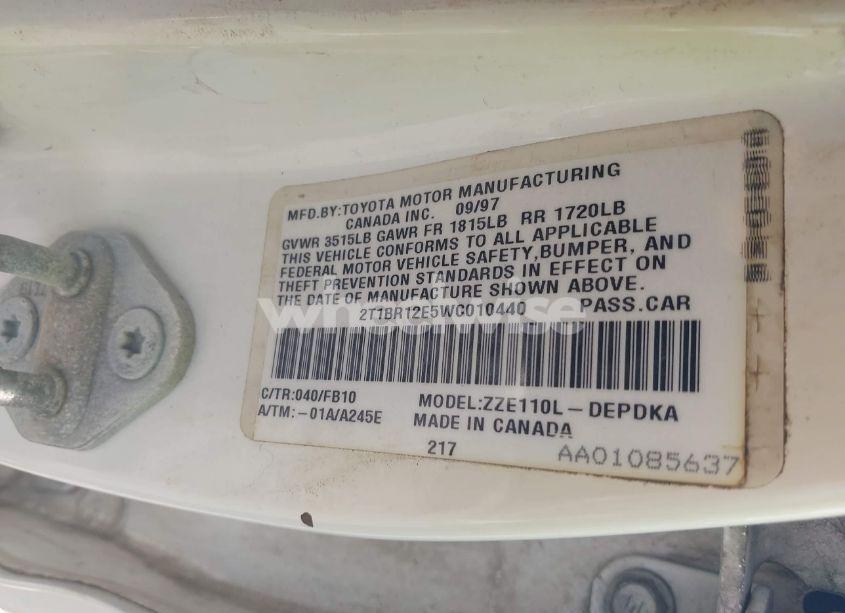 MFD.BY:TOYOTA MOTOR MANUFACTURING
CANADA INC. 09/97
GVWR 3515LB GAWR FR 1815LB RR 1720LB
THIS VEHICLE CONFORMS TO ALL APPLICABLE
FEDERAL MOTOR VEHICLE SAFETY,BUMPER, AND
THEFT PREVENTION STANDARDS IN EFFECT ON
THE DATE OF MANUFACTURE SHOWN ABOVE.
2T1BR12E5WC010440 PASS.CAR
wheelwise
C/TR:040/FB10 MODEL:ZZE110L-DEPDKA
A/TM:-01A/A245E MADE IN CANADA
217 AA01085637